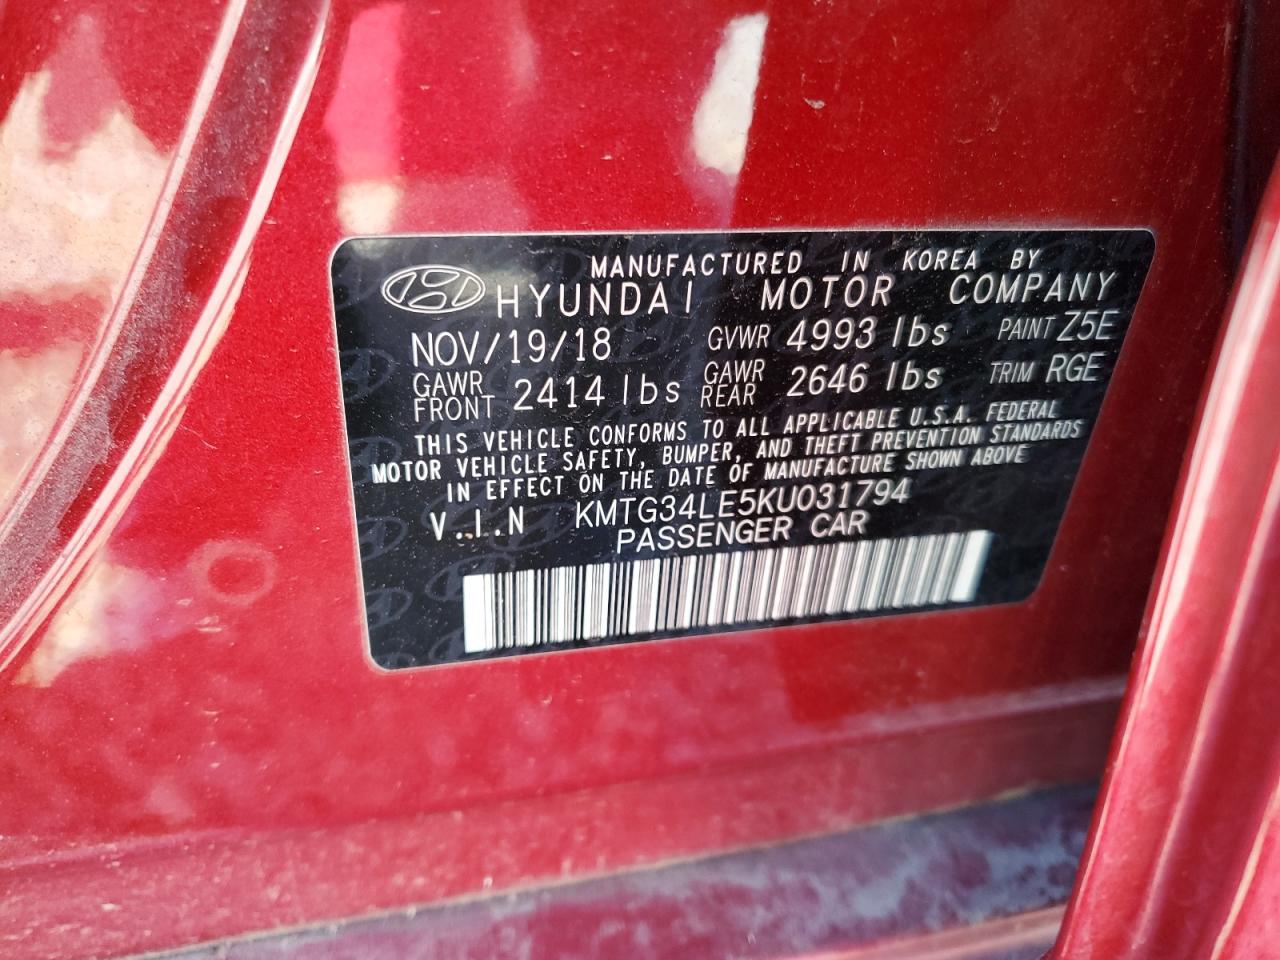 MANUFACTURED IN KOREA BY
HYUNDAI MOTOR COMPANY
NOV/19/18 GVWR 4993 lbs PAINT Z5E
GAWR FRONT 2414 lbs GAWR REAR 2646 lbs TRIM RGE
THIS VEHICLE CONFORMS TO ALL APPLICABLE U.S.A. FEDERAL
MOTOR VEHICLE SAFETY, BUMPER, AND THEFT PREVENTION STANDARDS
IN EFFECT ON THE DATE OF MANUFACTURE SHOWN ABOVE
V..I..N KMTG34LE5KU031794
PASSENGER CAR